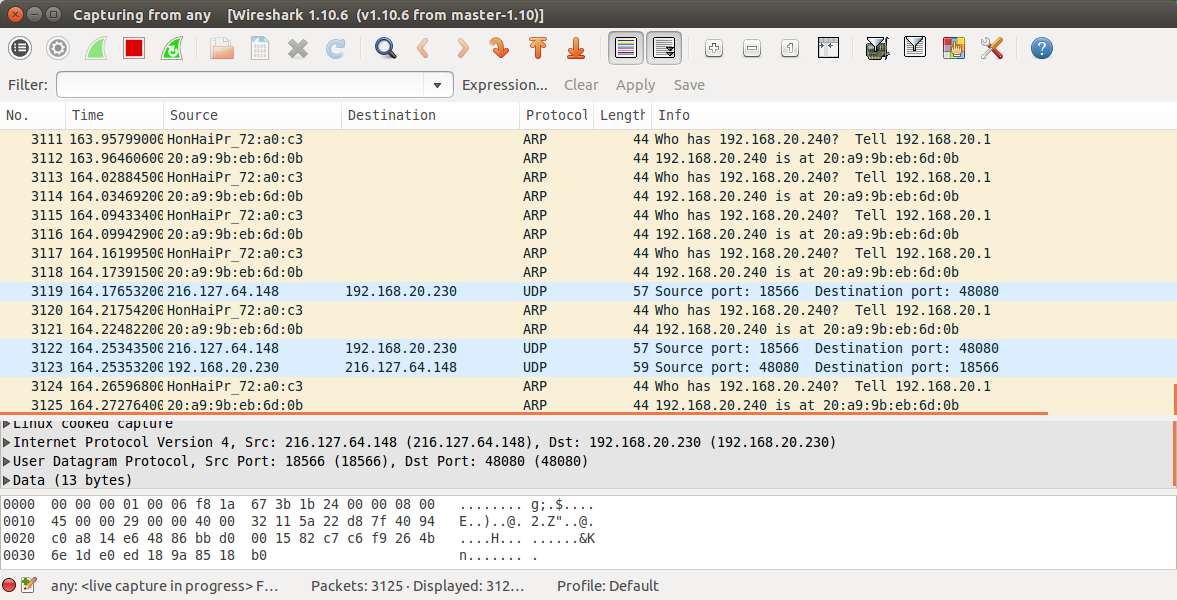 Capturing from any [Wireshark 1.10.6 (v1.10.6 from master-1.10)]
Filter: Expression... Clear Apply Save
No. Time Source Destination Protocol Length Info
3111 163.95799000 HonHaiPr_72:a0:c3 ARP 44 Who has 192.168.20.240? Tell 192.168.20.1
3112 163.96460600 20:a9:9b:eb:6d:0b ARP 44 192.168.20.240 is at 20:a9:9b:eb:6d:0b
3113 164.02884500 HonHaiPr_72:a0:c3 ARP 44 Who has 192.168.20.240? Tell 192.168.20.1
3114 164.03469200 20:a9:9b:eb:6d:0b ARP 44 192.168.20.240 is at 20:a9:9b:eb:6d:0b
3115 164.09433400 HonHaiPr_72:a0:c3 ARP 44 Who has 192.168.20.240? Tell 192.168.20.1
3116 164.09942900 20:a9:9b:eb:6d:0b ARP 44 192.168.20.240 is at 20:a9:9b:eb:6d:0b
3117 164.16199500 HonHaiPr_72:a0:c3 ARP 44 Who has 192.168.20.240? Tell 192.168.20.1
3118 164.17391500 20:a9:9b:eb:6d:0b ARP 44 192.168.20.240 is at 20:a9:9b:eb:6d:0b
3119 164.17653200 216.127.64.148 192.168.20.230 UDP 57 Source port: 18566 Destination port: 48080
3120 164.21754200 HonHaiPr_72:a0:c3 ARP 44 Who has 192.168.20.240? Tell 192.168.20.1
3121 164.22482200 20:a9:9b:eb:6d:0b ARP 44 192.168.20.240 is at 20:a9:9b:eb:6d:0b
3122 164.25343500 216.127.64.148 192.168.20.230 UDP 57 Source port: 18566 Destination port: 48080
3123 164.25353200 192.168.20.230 216.127.64.148 UDP 59 Source port: 48080 Destination port: 18566
3124 164.26596800 HonHaiPr_72:a0:c3 ARP 44 Who has 192.168.20.240? Tell 192.168.20.1
3125 164.27276400 20:a9:9b:eb:6d:0b ARP 44 192.168.20.240 is at 20:a9:9b:eb:6d:0b
Linux cooked capture
Internet Protocol Version 4, Src: 216.127.64.148 (216.127.64.148), Dst: 192.168.20.230 (192.168.20.230)
User Datagram Protocol, Src Port: 18566 (18566), Dst Port: 48080 (48080)
Data (13 bytes)
0000 00 00 00 01 00 06 f8 1a 67 3b 1b 24 00 00 08 00 ........ g;.$....
0010 45 00 00 29 00 00 40 00 32 11 5a 22 d8 7f 40 94 E..)..@. 2.Z"..@.
0020 c0 a8 14 e6 48 86 bb d0 00 15 82 c7 c6 f9 26 4b ....H... ......&K
0030 6e 1d e0 ed 18 9a 85 18 b0 n....... .
any: <live capture in progress> F... Packets: 3125 · Displayed: 312... Profile: Default